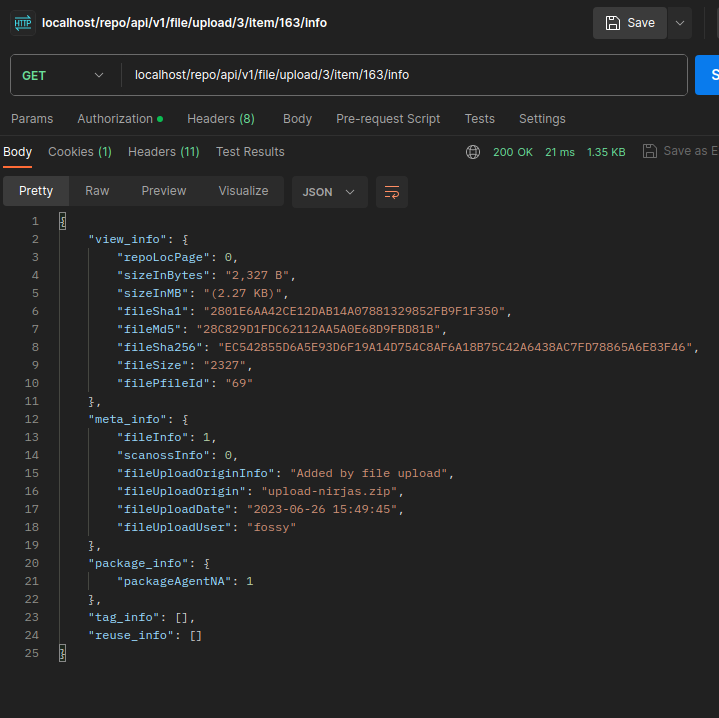 HTTP localhost/repo/api/v1/file/upload/3/item/163/info Save
GET localhost/repo/api/v1/file/upload/3/item/163/info S
Params Authorization Headers (8) Body Pre-request Script Tests Settings
Body Cookies (1) Headers (11) Test Results 200 OK 21 ms 1.35 KB Save as E
Pretty Raw Preview Visualize JSON
1 {
2 "view_info": {
3 "repoLocPage": 0,
4 "sizeInBytes": "2,327 B",
5 "sizeInMB": "(2.27 KB)",
6 "fileSha1": "2801E6AA42CE12DAB14A07881329852FB9F1F350",
7 "fileMd5": "28C829D1FDC62112AA5A0E68D9FBD81B",
8 "fileSha256": "EC542855D6A5E93D6F19A14D754C8AF6A18B75C42A6438AC7FD78865A6E83F46",
9 "fileSize": "2327",
10 "filePfileId": "69"
11 },
12 "meta_info": {
13 "fileInfo": 1,
14 "scanossInfo": 0,
15 "fileUploadOriginInfo": "Added by file upload",
16 "fileUploadOrigin": "upload-nirjas.zip",
17 "fileUploadDate": "2023-06-26 15:49:45",
18 "fileUploadUser": "fossy"
19 },
20 "package_info": {
21 "packageAgentNA": 1
22 },
23 "tag_info": [],
24 "reuse_info": []
25 }